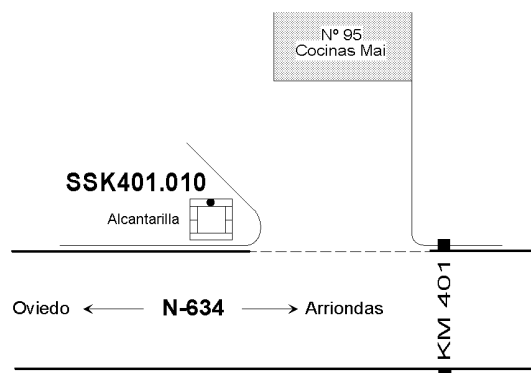 Nº 95
Cocinas Mai
SSK401.010
Alcantarilla
Oviedo
N-634
Arriondas
KM 401